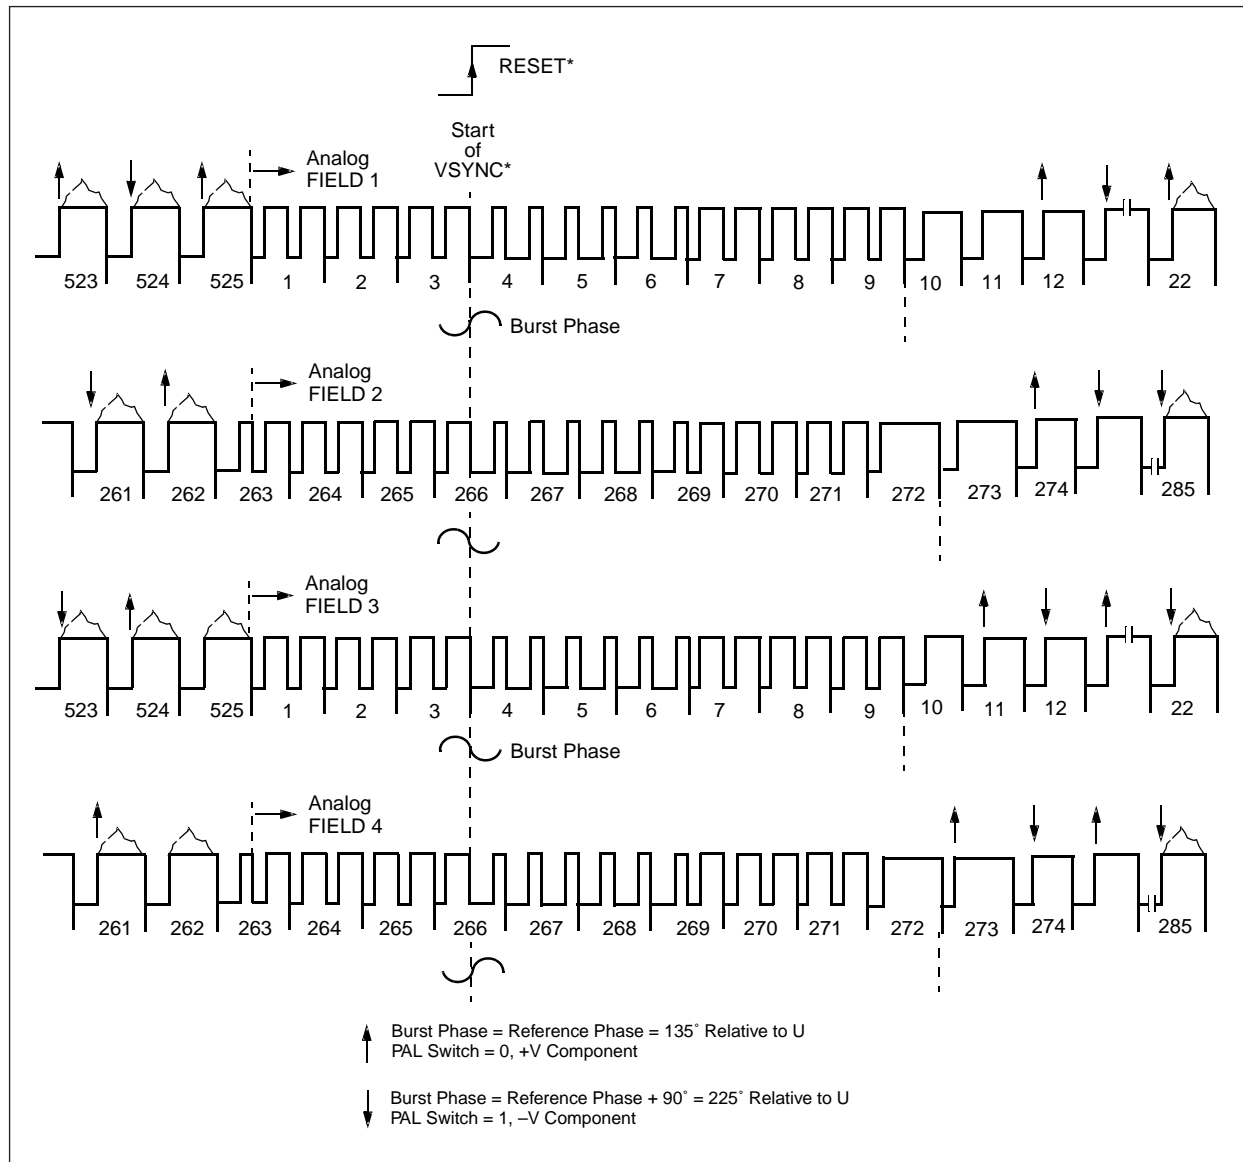 RESET*
Start
of
VSYNC*
Analog
FIELD 1
523 524 525 1 2 3 4 5 6 7 8 9 10 11 12 22
Burst Phase
Analog
FIELD 2
261 262 263 264 265 266 267 268 269 270 271 272 273 274 285
Analog
FIELD 3
523 524 525 1 2 3 4 5 6 7 8 9 10 11 12 22
Burst Phase
Analog
FIELD 4
261 262 263 264 265 266 267 268 269 270 271 272 273 274 285
Burst Phase = Reference Phase = 135° Relative to U
PAL Switch = 0, +V Component
Burst Phase = Reference Phase + 90° = 225° Relative to U
PAL Switch = 1, –V Component